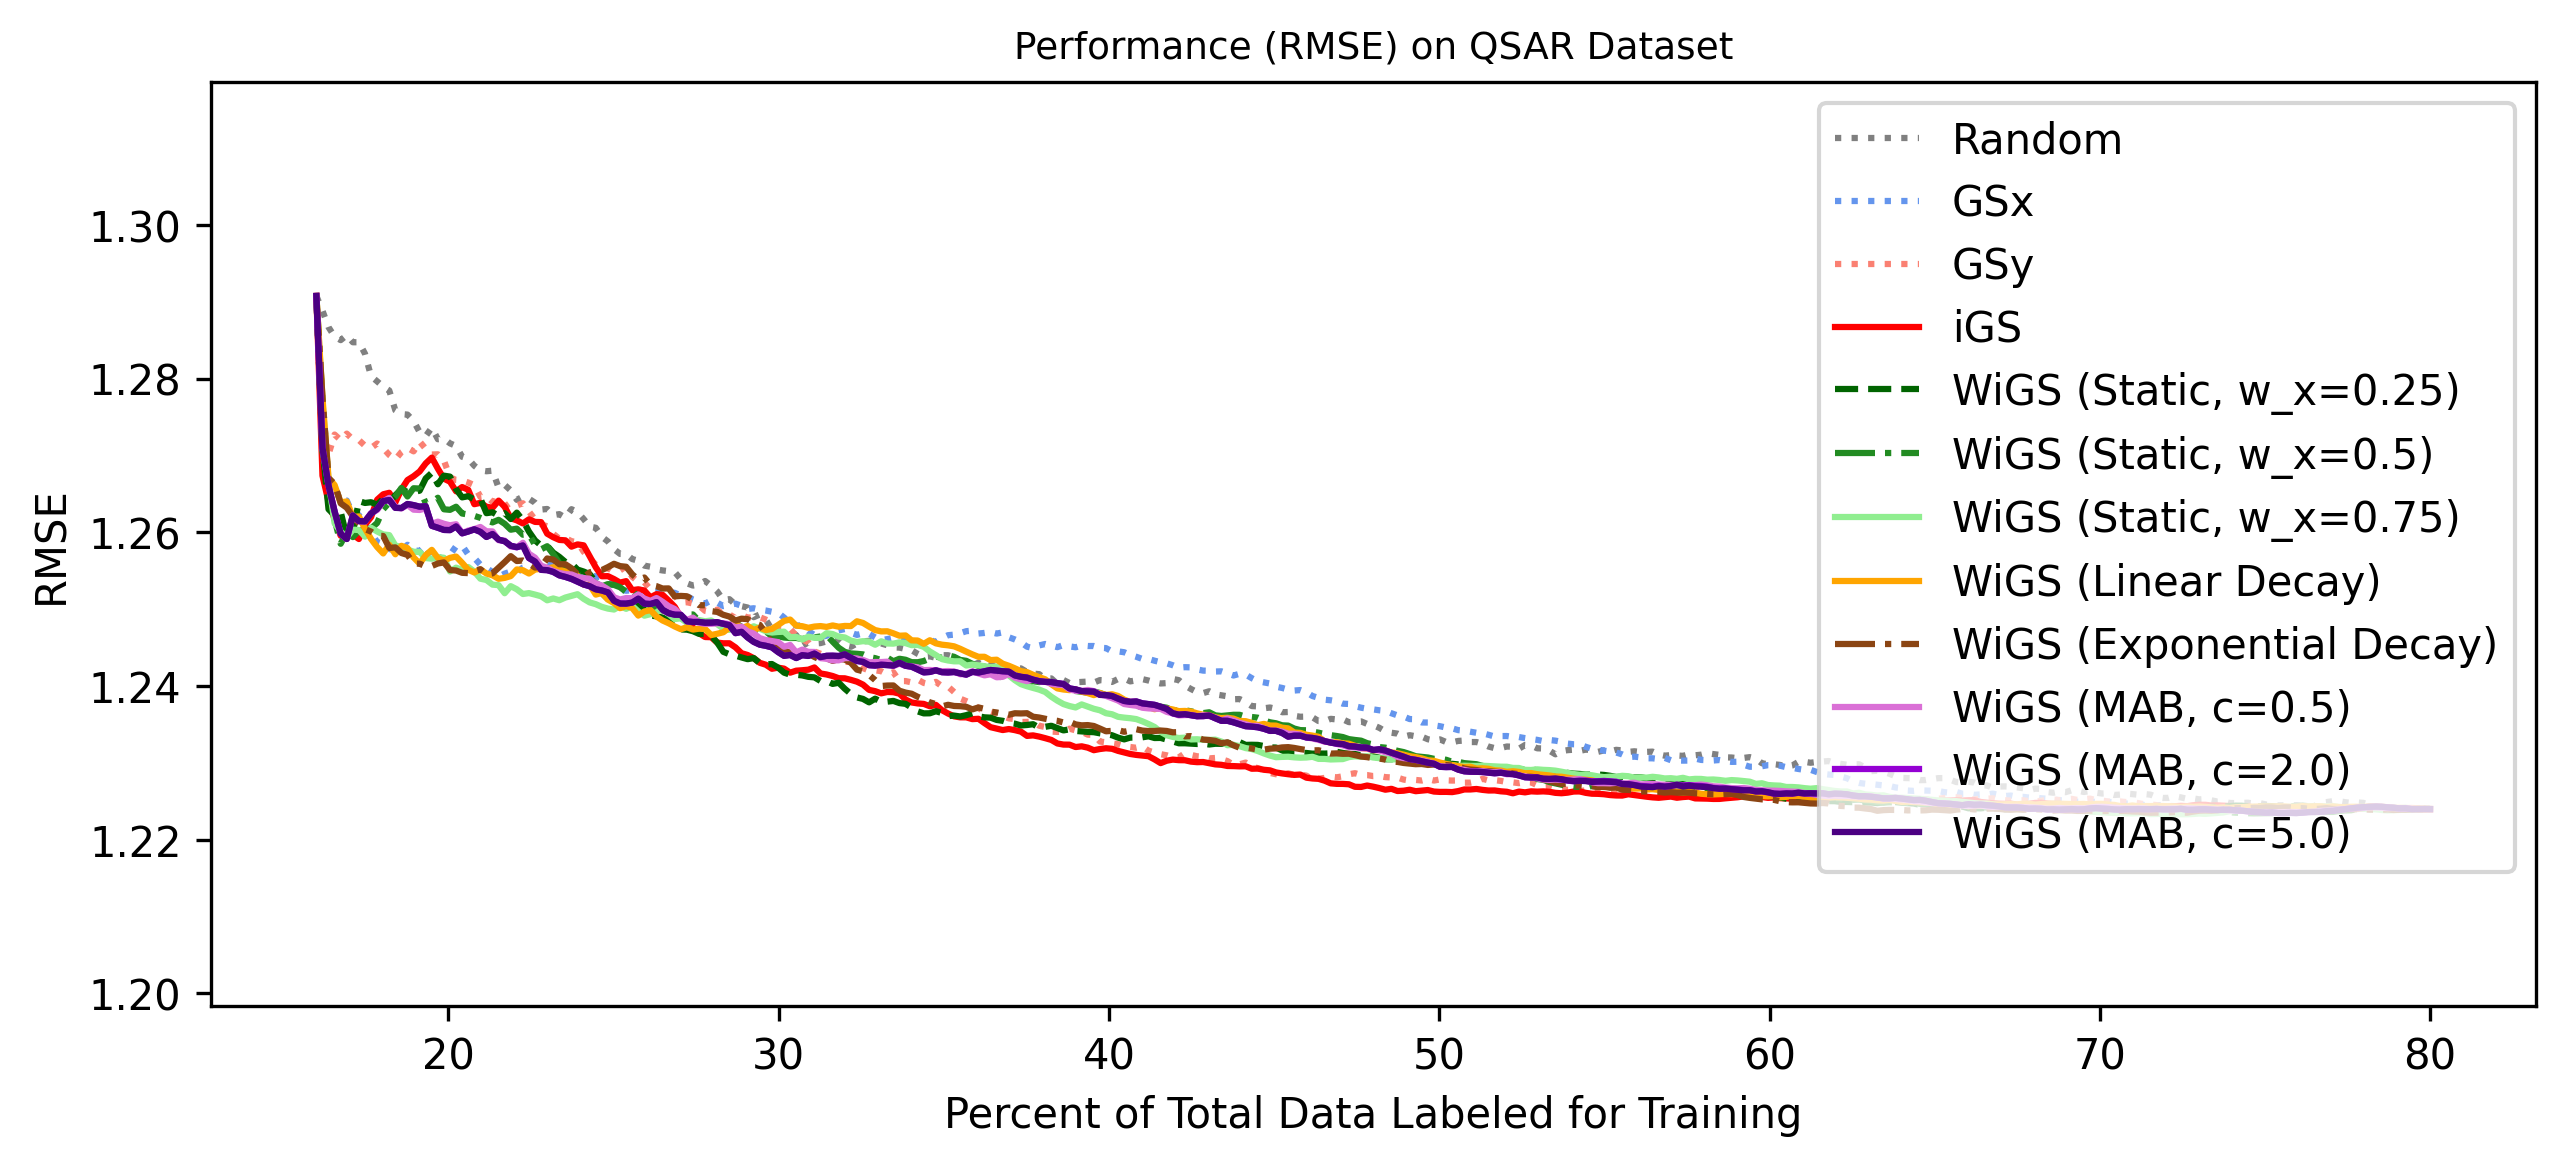 Performance (RMSE) on QSAR Dataset
RMSE
1.30
1.28
1.26
1.24
1.22
1.20
Random
GSx
GSy
iGS
WiGS (Static, w_x=0.25)
WiGS (Static, w_x=0.5)
WiGS (Static, w_x=0.75)
WiGS (Linear Decay)
WiGS (Exponential Decay)
WiGS (MAB, c=0.5)
WiGS (MAB, c=2.0)
WiGS (MAB, c=5.0)
20 30 40 50 60 70 80
Percent of Total Data Labeled for Training